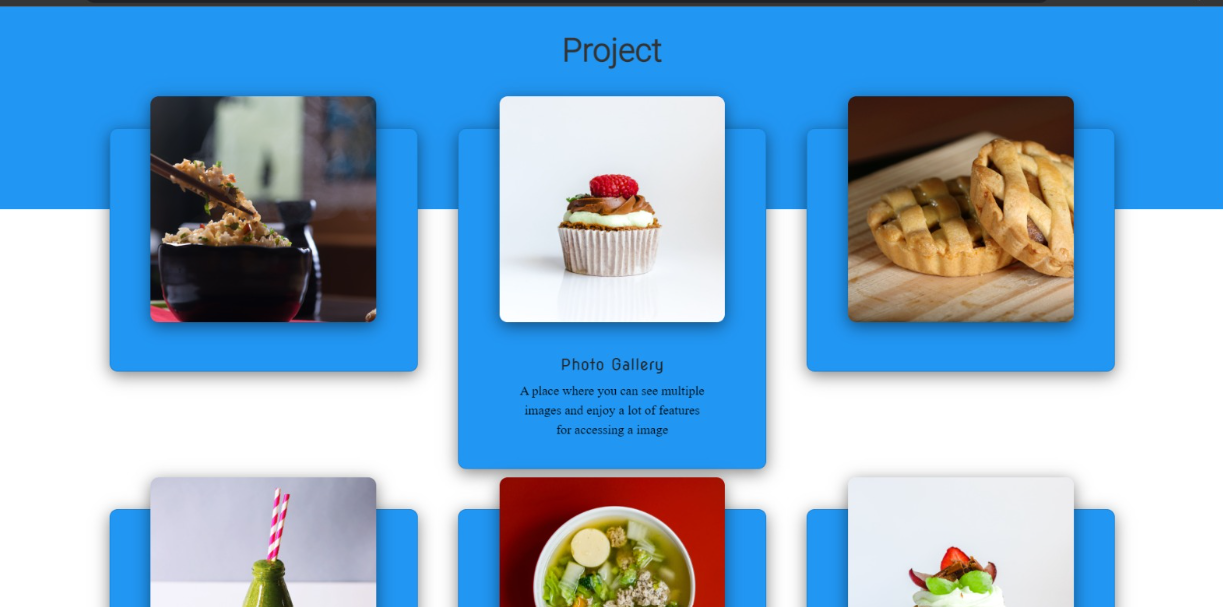 Project
Photo Gallery
A place where you can see multiple
images and enjoy a lot of features
for accessing a image